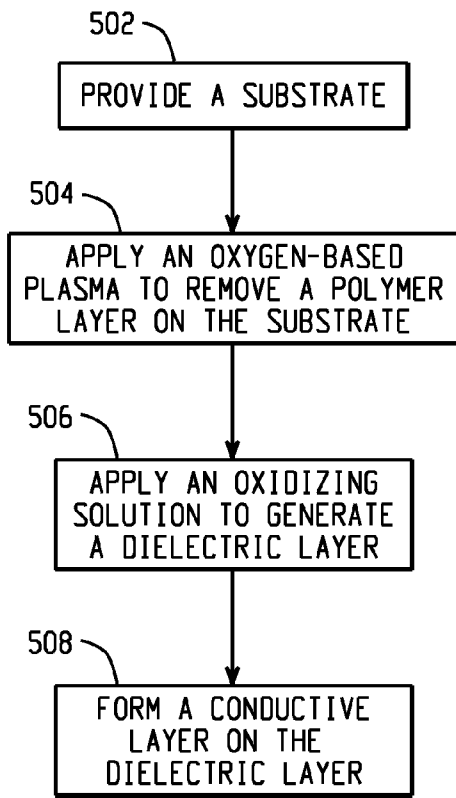 502
PROVIDE A SUBSTRATE
504
APPLY AN OXYGEN-BASED
PLASMA TO REMOVE A POLYMER
LAYER ON THE SUBSTRATE
506
APPLY AN OXIDIZING
SOLUTION TO GENERATE
A DIELECTRIC LAYER
508
FORM A CONDUCTIVE
LAYER ON THE
DIELECTRIC LAYER